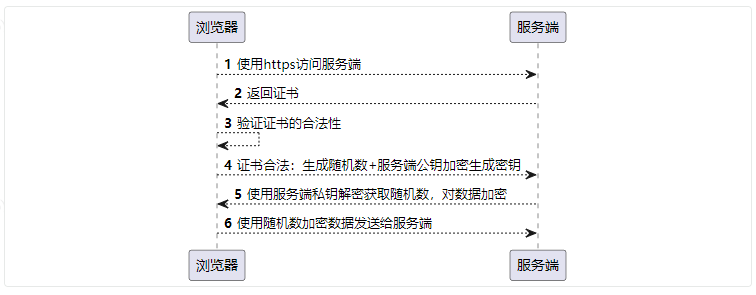 浏览器 服务端
1 使用https访问服务端
2 返回证书
3 验证证书的合法性
4 证书合法：生成随机数+服务端公钥加密生成密钥
5 使用服务端私钥解密获取随机数，对数据加密
6 使用随机数加密数据发送给服务端
浏览器 服务端